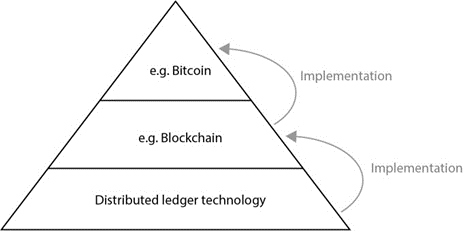 e.g. Bitcoin
Implementation
e.g. Blockchain
Implementation
Distributed ledger technology